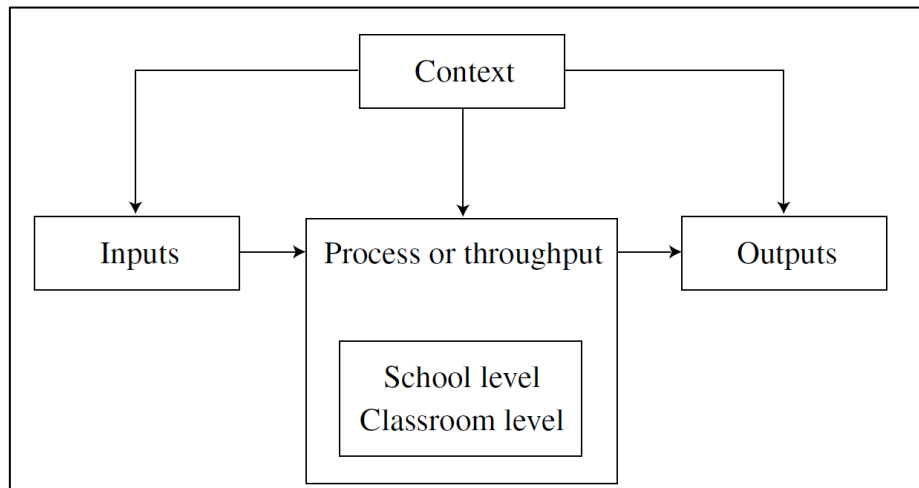 Context
Inputs
Process or throughput
Outputs
School level
Classroom level